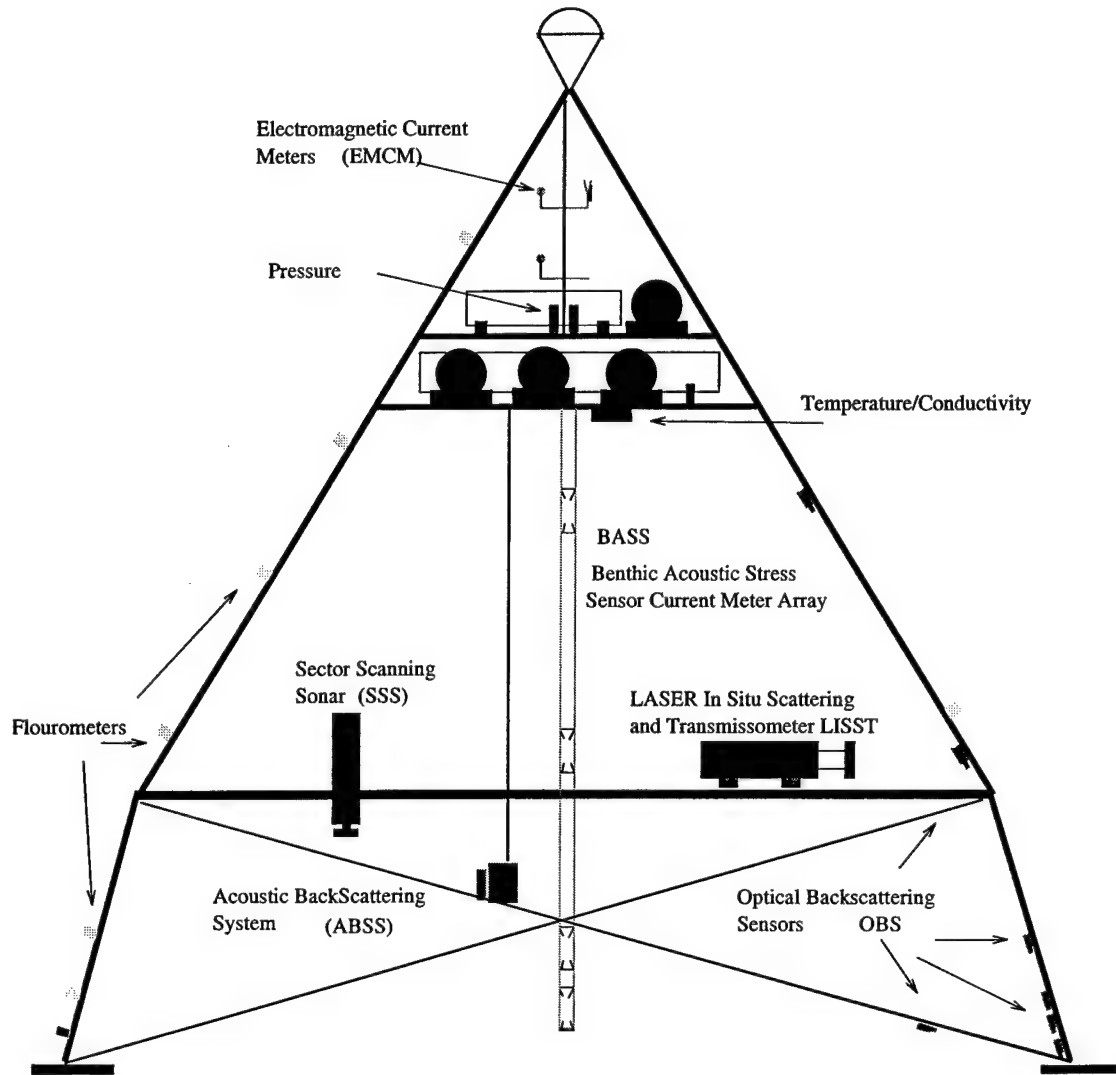 Electromagnetic Current
Meters (EMCM)
Pressure
Temperature/Conductivity
BASS
Benthic Acoustic Stress
Sensor Current Meter Array
Sector Scanning
Sonar (SSS)
LASER In Situ Scattering
and Transmissometer LISST
Flourometers
Acoustic BackScattering
System (ABSS)
Optical Backscattering
Sensors OBS